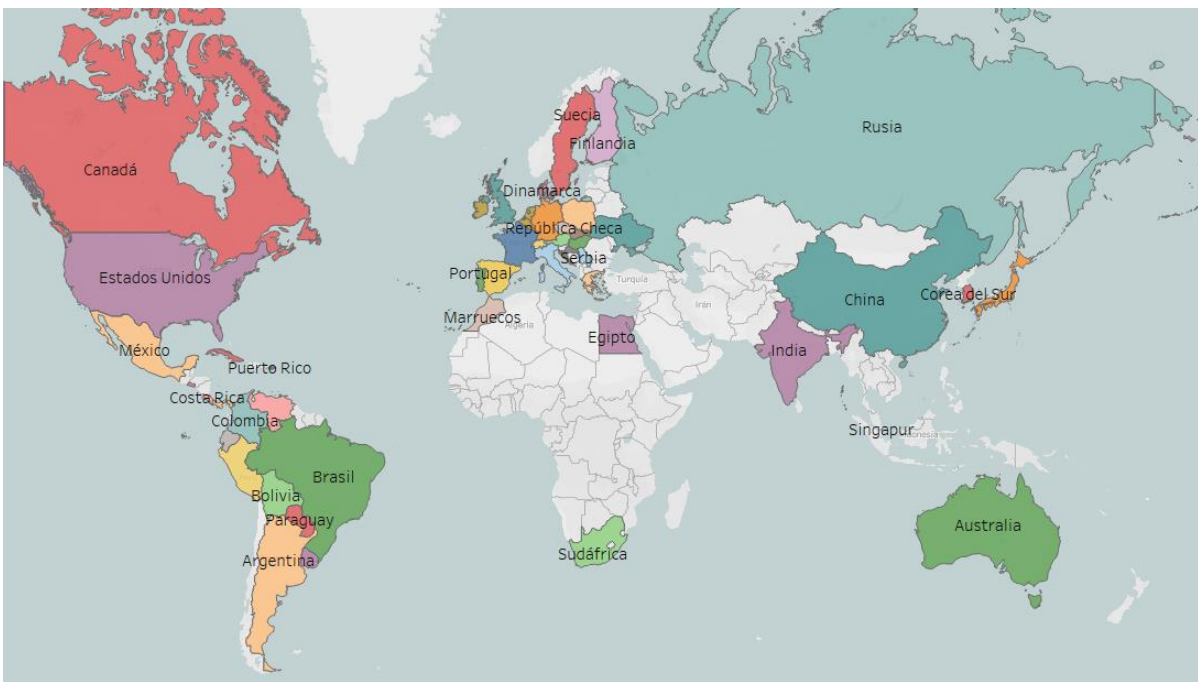 Suecia
Rusia
Finlandia
Canadá
Dinamarca
República Checa
Serbia
Estados Unidos
Portugal
Turquía
Corea del Sur
China
Irán
Marruecos
Argelia
Egipto
México
India
Puerto Rico
Costa Rica
Colombia
Singapur
Indonesia
Brasil
Bolivia
Paraguay
Australia
Sudáfrica
Argentina